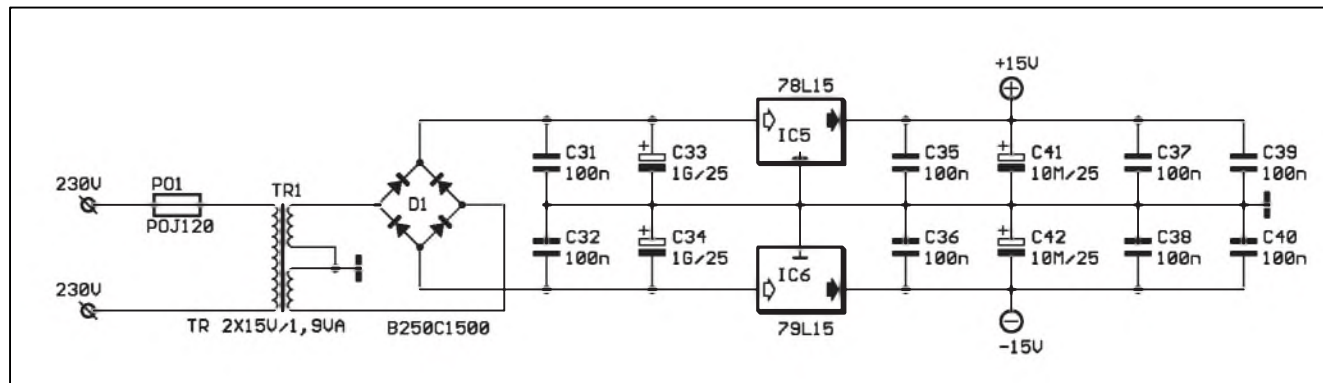 +15V
78L15
IC5
C31
100n
C33
1G/25
C35
100n
C41
10M/25
C37
100n
C39
100n
230V
PO1
POJ120
TR1
D1
C32
100n
C34
1G/25
C36
100n
C42
10M/25
C38
100n
C40
100n
IC6
230V
TR 2X15V/1,9VA
B250C1500
79L15
-15V